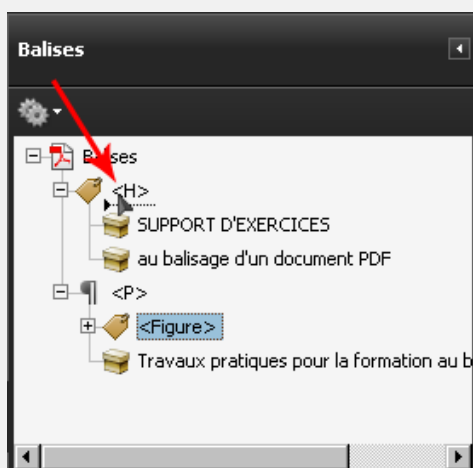 Balises
Balises
<H>
SUPPORT D'EXERCICES
au balisage d'un document PDF
<P>
<Figure>
Travaux pratiques pour la formation au b